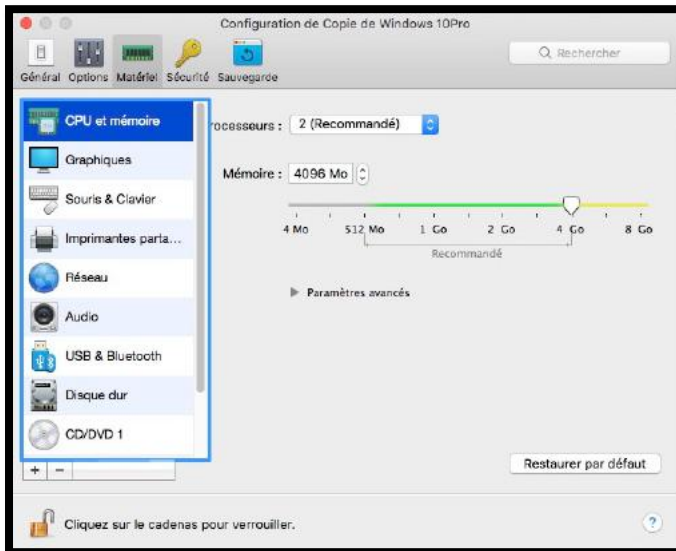 Configuration de Copie de Windows 10Pro
Rechercher
Général Options Matériel Sécurité Sauvegarde
CPU et mémoire
rocesseurs : 2 (Recommandé)
Graphiques
Mémoire : 4096 Mo
Souris & Clavier
4 Mo 512 Mo 1 Go 2 Go 4 Go 8 Go
Imprimantes parta...
Recommandé
Réseau
Paramètres avancés
Audio
USB & Bluetooth
Disque dur
CD/DVD 1
+ −
Restaurer par défaut
Cliquez sur le cadenas pour verrouiller.
?